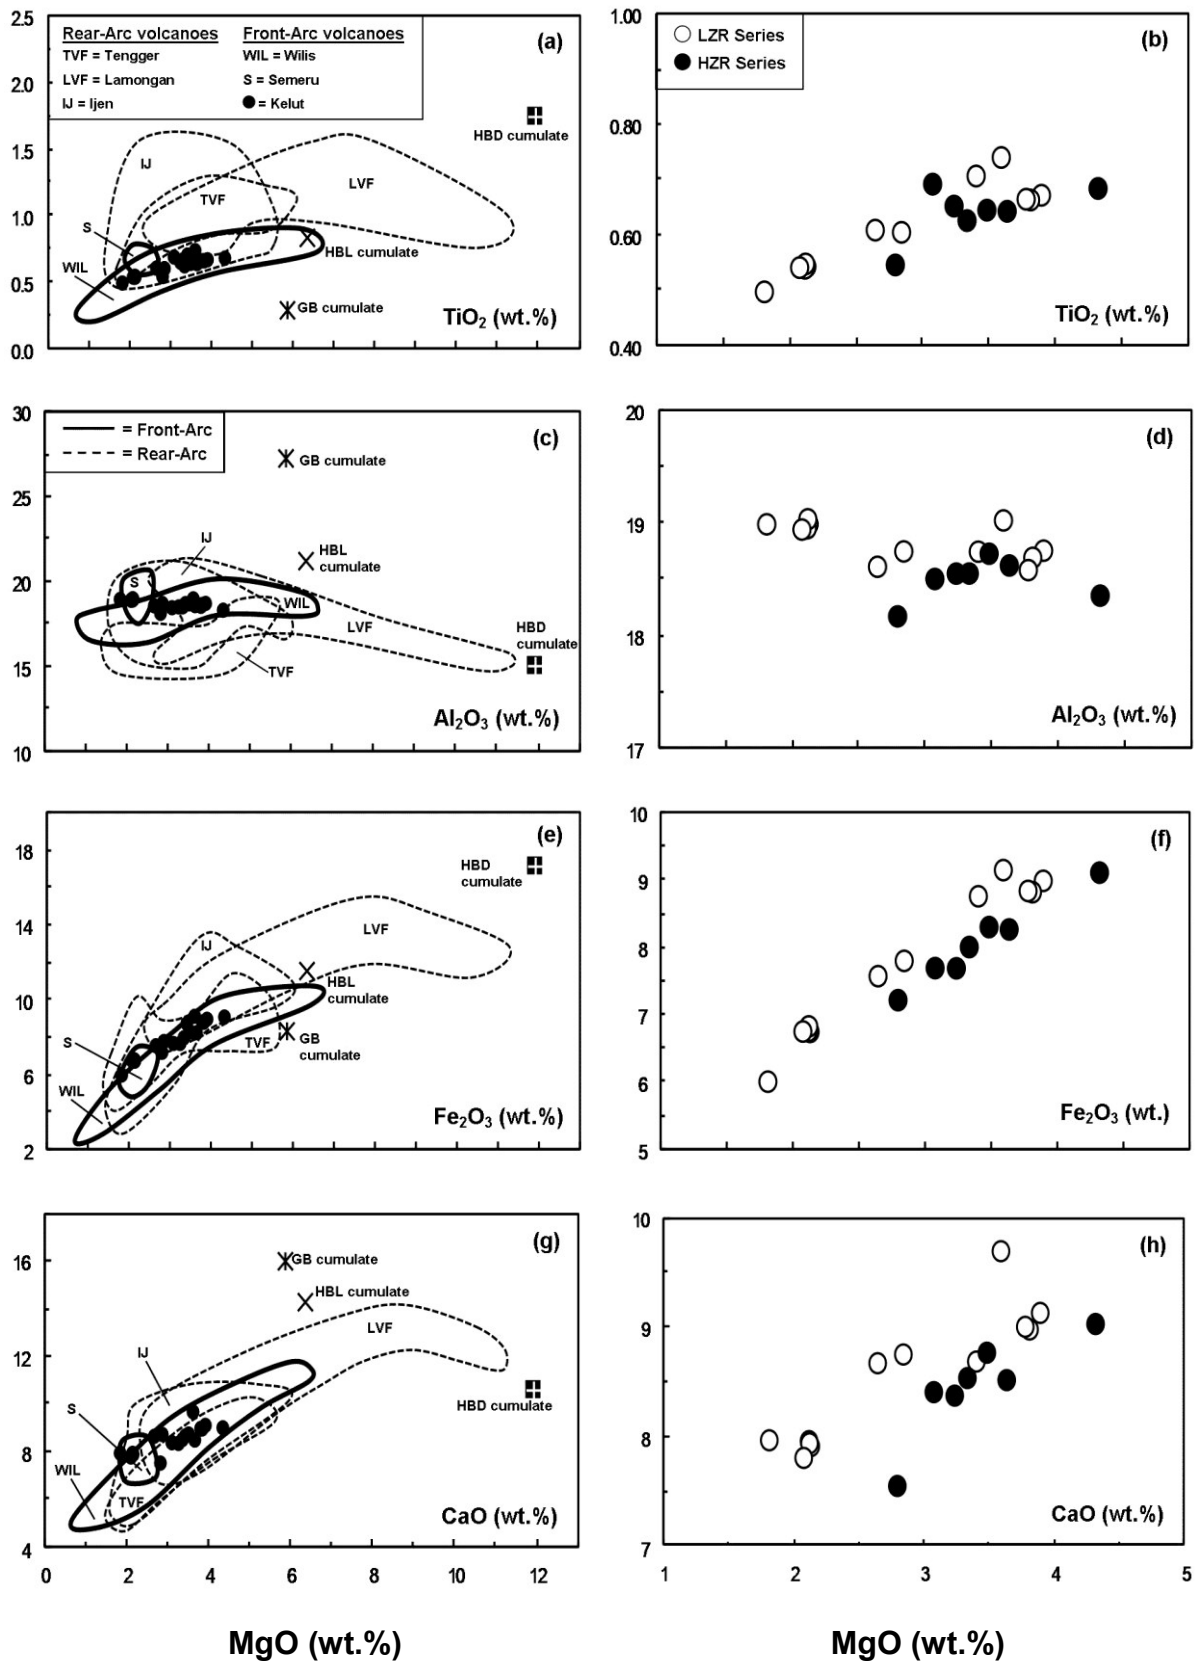 2.5
2.0
1.5
1.0
0.5
0.0
Rear-Arc volcanoes Front-Arc volcanoes
TVF = Tengger WIL = Wilis
LVF = Lamongan S = Semeru
IJ = Ijen = Kelut
(a)
HBD cumulate
IJ
TVF
LVF
S
WIL
HBL cumulate
GB cumulate
TiO2 (wt.%)
1.00
0.80
0.60
0.40
LZR Series
HZR Series
(b)
TiO2 (wt.%)
30
25
20
15
10
= Front-Arc
= Rear-Arc
(c)
GB cumulate
IJ
HBL
cumulate
S
WIL
LVF
HBD
cumulate
TVF
Al2O3 (wt.%)
20
19
18
17
(d)
Al2O3 (wt.%)
18
14
10
6
2
(e)
HBD
cumulate
LVF
IJ
HBL
cumulate
S
TVF
GB
cumulate
WIL
Fe2O3 (wt.%)
10
9
8
7
6
5
(f)
Fe2O3 (wt.)
16
12
8
4
(g)
GB cumulate
HBL cumulate
LVF
IJ
HBD cumulate
S
WIL
TVF
CaO (wt.%)
0 2 4 6 8 10 12
MgO (wt.%)
10
9
8
7
(h)
CaO (wt.%)
1 2 3 4 5
MgO (wt.%)